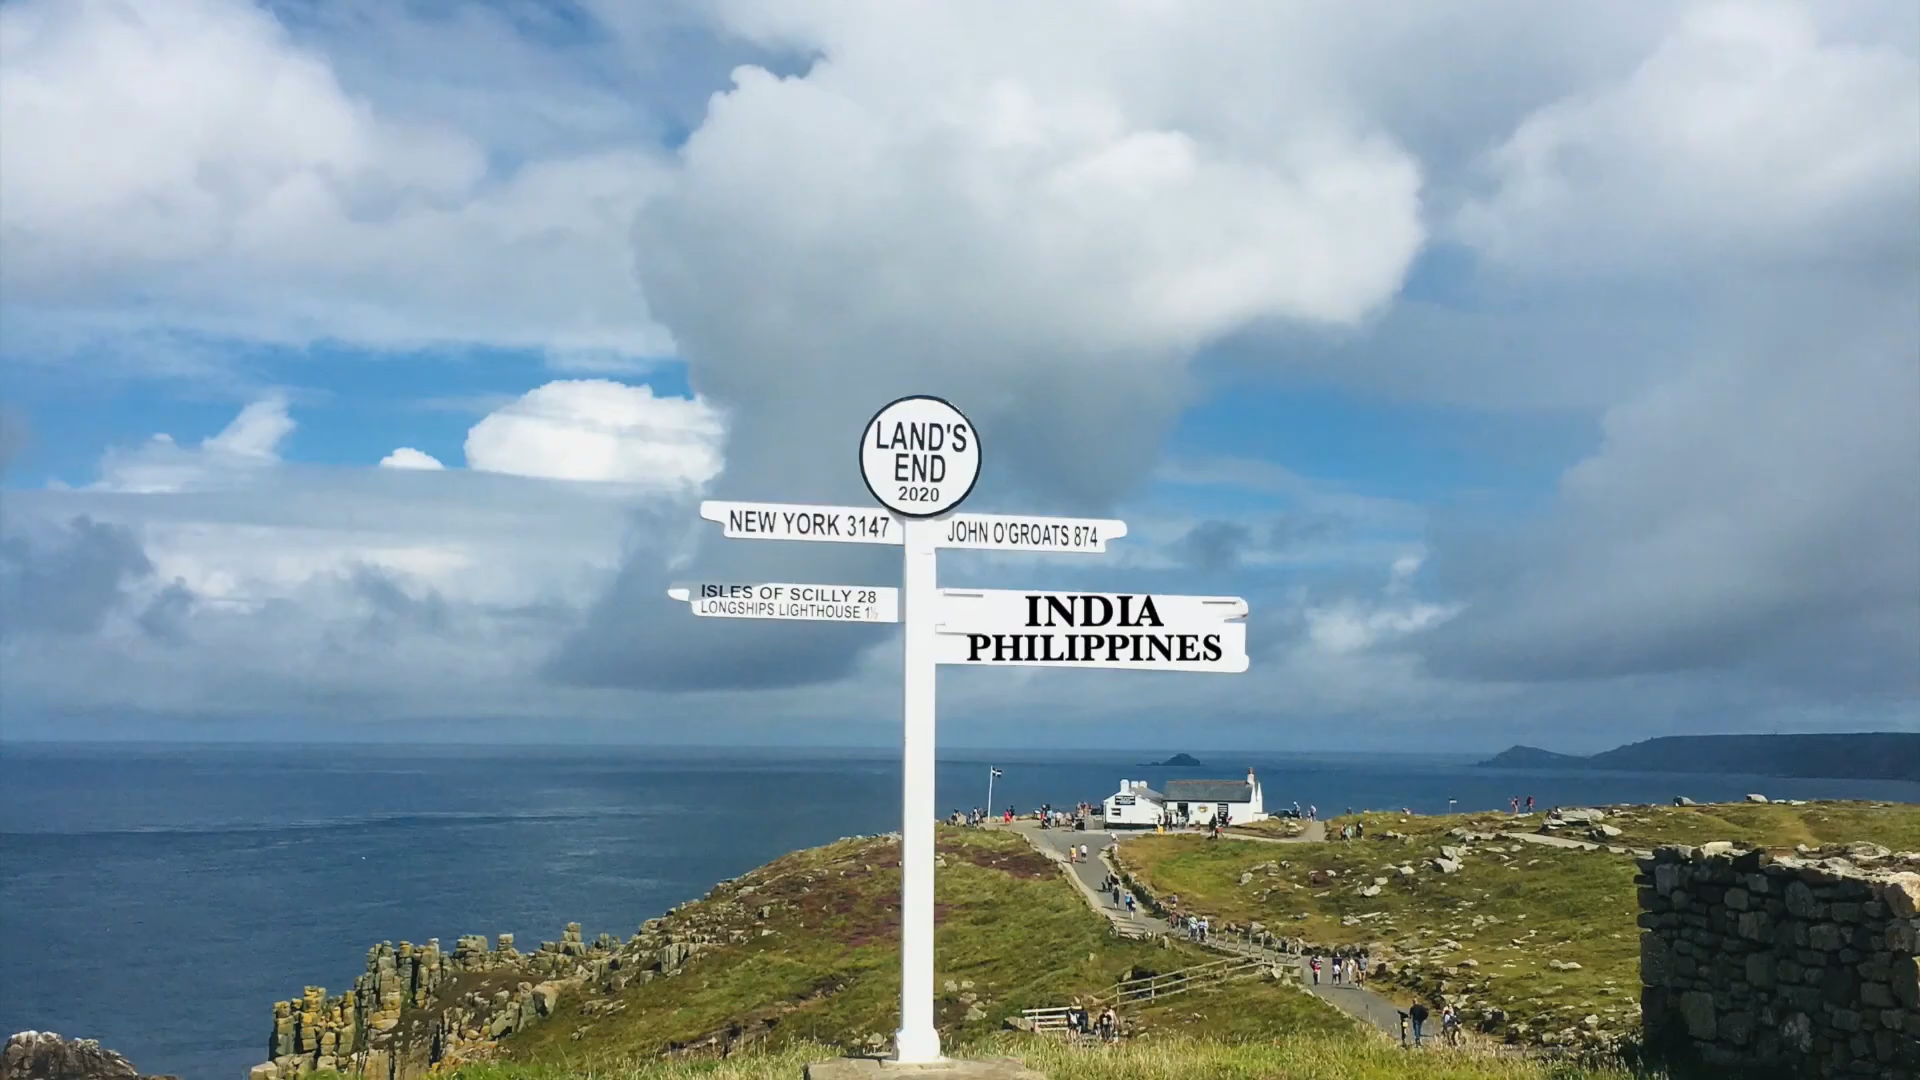 LAND'S
END
2020
NEW YORK 3147
JOHN O'GROATS 874
ISLES OF SCILLY 28
LONGSHIPS LIGHTHOUSE 1½
INDIA
PHILIPPINES